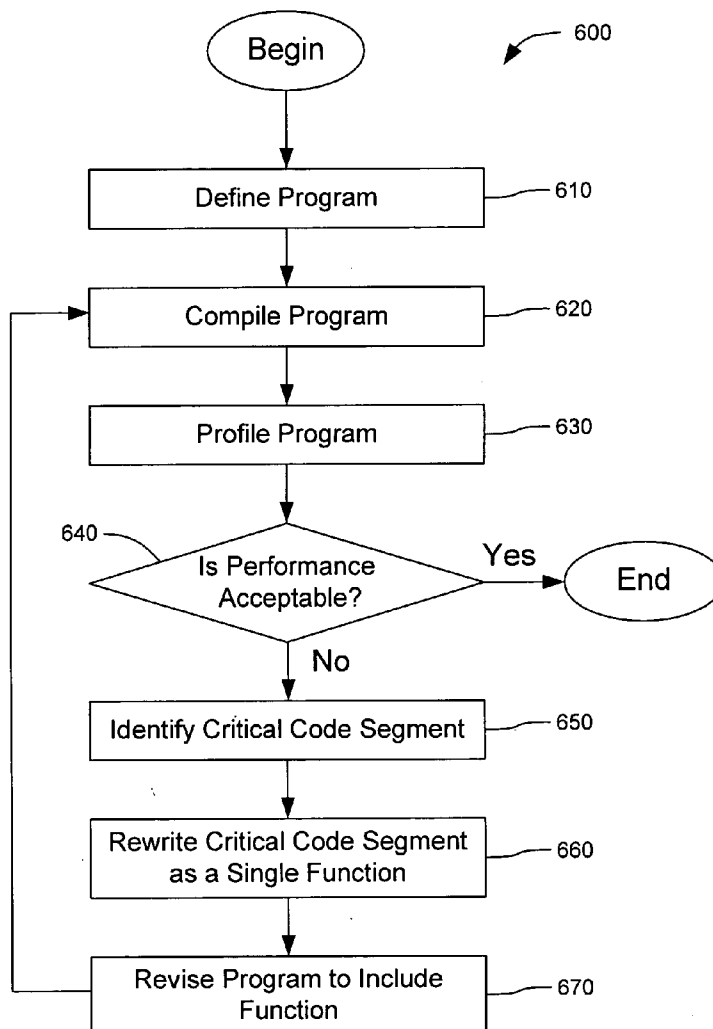 Begin
600
Define Program
610
Compile Program
620
Profile Program
630
640
Is Performance
Acceptable?
Yes
End
No
Identify Critical Code Segment
650
Rewrite Critical Code Segment
as a Single Function
660
Revise Program to Include
Function
670